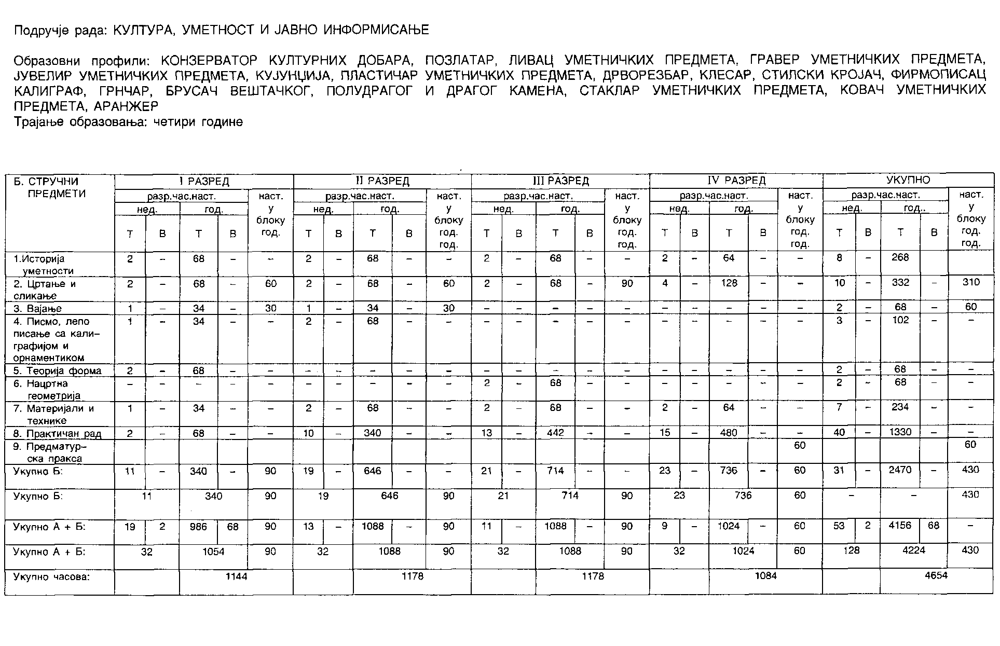 Подручје рада: КУЛТУРА, УМЕТНОСТ И ЈАВНО ИНФОРМИСАЊЕ
Образовни профили: КОНЗЕРВАТОР КУЛТУРНИХ ДОБАРА, ПОЗЛАТАР, ЛИВАЦ УМЕТНИЧКИХ ПРЕДМЕТА, ГРАВЕР УМЕТНИЧКИХ ПРЕДМЕТА,
ЈУВЕЛИР УМЕТНИЧКИХ ПРЕДМЕТА, КУЈУНЏИЈА, ПЛАСТИЧАР УМЕТНИЧКИХ ПРЕДМЕТА, ДРВОРЕЗБАР, КЛЕСАР, СТИЛСКИ КРОЈАЧ, ФИРМОПИСАЦ
КАЛИГРАФ, ГРНЧАР, БРУСАЧ ВЕШТАЧКОГ, ПОЛУДРАГОГ И ДРАГОГ КАМЕНА, СТАКЛАР УМЕТНИЧКИХ ПРЕДМЕТА, КОВАЧ УМЕТНИЧКИХ
ПРЕДМЕТА, АРАНЖЕР
Трајање образовања: четири године
Б. СТРУЧНИ I РАЗРЕД II РАЗРЕД III РАЗРЕД IV РАЗРЕД УКУПНО
ПРЕДМЕТИ разр.час.наст. наст. разр.час.наст. наст. разр.час.наст. наст. разр.час.наст. наст. разр.час.наст. наст.
нед. год. у нед. год. у нед. год. у нед. год. у нед. год.. у
блоку блоку блоку блоку блоку
Т В Т В год. Т В Т В год. Т В Т В год. Т В Т В год. Т В Т В год.
год. год. год. год.
1.Историја 2 – 68 – – 2 – 68 – – 2 – 68 – – 2 – 64 – – 8 – 268
уметности
2. Цртање и 2 – 68 – 60 2 – 68 – 60 2 – 68 – 90 4 – 128 – – 10 – 332 – 310
сликање
3. Вајање 1 – 34 – 30 1 – 34 – 30 – – – – – – – – – – 2 – 68 – 60
4. Писмо, лепо 1 – 34 – – 2 – 68 – – – – – – – – – – – – 3 – 102 – –
писање са кали–
графијом и
орнаментиком
5. Теорија форма 2 – 68 – – – – – – – – – – – – – – – – – 2 – 68 – –
6. Нацртна – – – – – – – – – – 2 – 68 – – – – – – – 2 – 68 – –
геометрија
7. Материјали и 1 – 34 – – 2 – 68 – – 2 – 68 – – 2 – 64 – – 7 – 234 – –
технике
8. Практичан рад 2 – 68 – – 10 – 340 – – 13 – 442 – – 15 – 480 – – 40 – 1330 – –
9. Предматур– 60 60
ска пракса
Укупно Б: 11 – 340 – 90 19 – 646 – – 21 – 714 – – 23 – 736 – 60 31 – 2470 – 430
Укупно Б: 11 340 90 19 646 90 21 714 90 23 736 60 – – 430
Укупно А + Б: 19 2 986 68 90 13 – 1088 – 90 11 – 1088 – 90 9 – 1024 – 60 53 2 4156 68 –
Укупно А + Б: 32 1054 90 32 1088 90 32 1088 90 32 1024 60 128 4224 430
Укупно часова: 1144 1178 1178 1084 4654